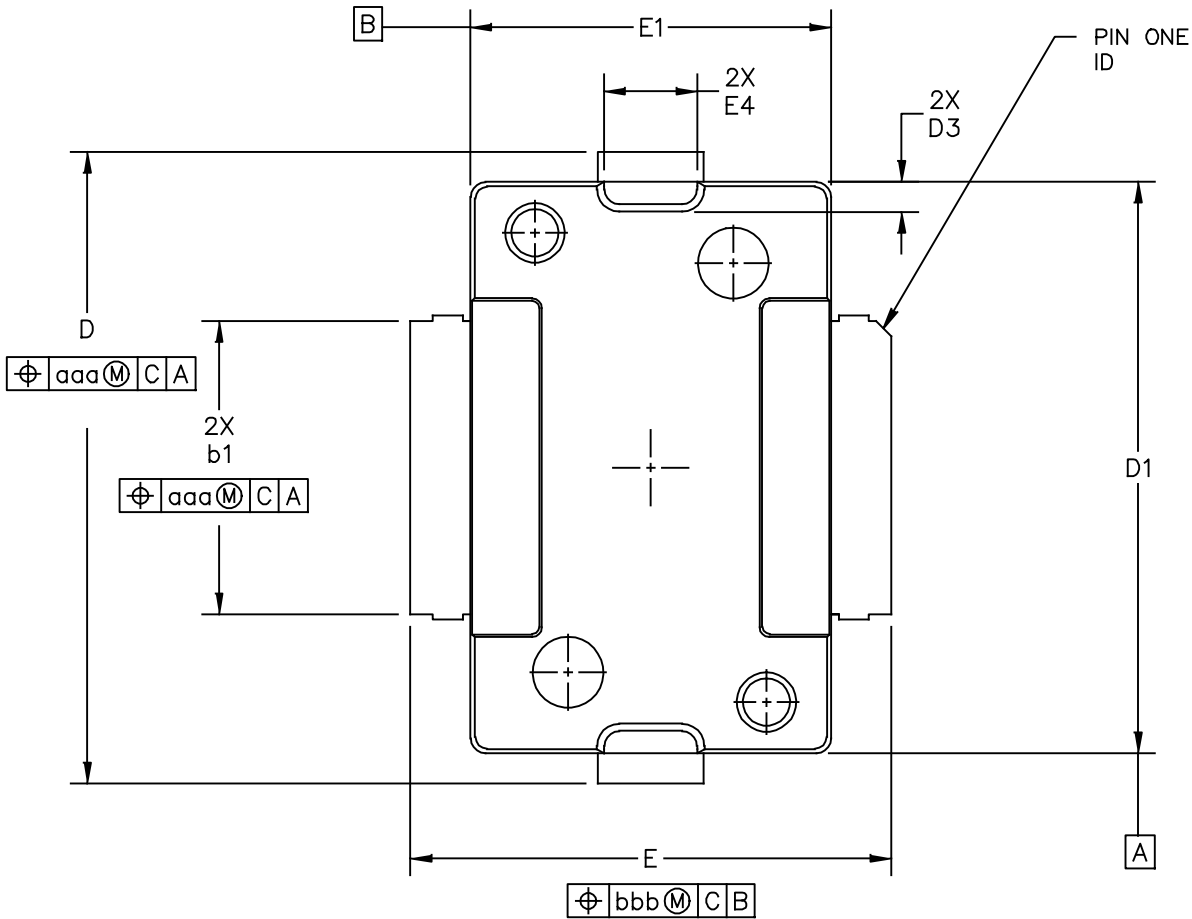 B
E1
PIN ONE
ID
2X
E4
2X
D3
D
⌖ aaa Ⓜ C A
2X
b1
⌖ aaa Ⓜ C A
D1
A
E
⌖ bbb Ⓜ C B